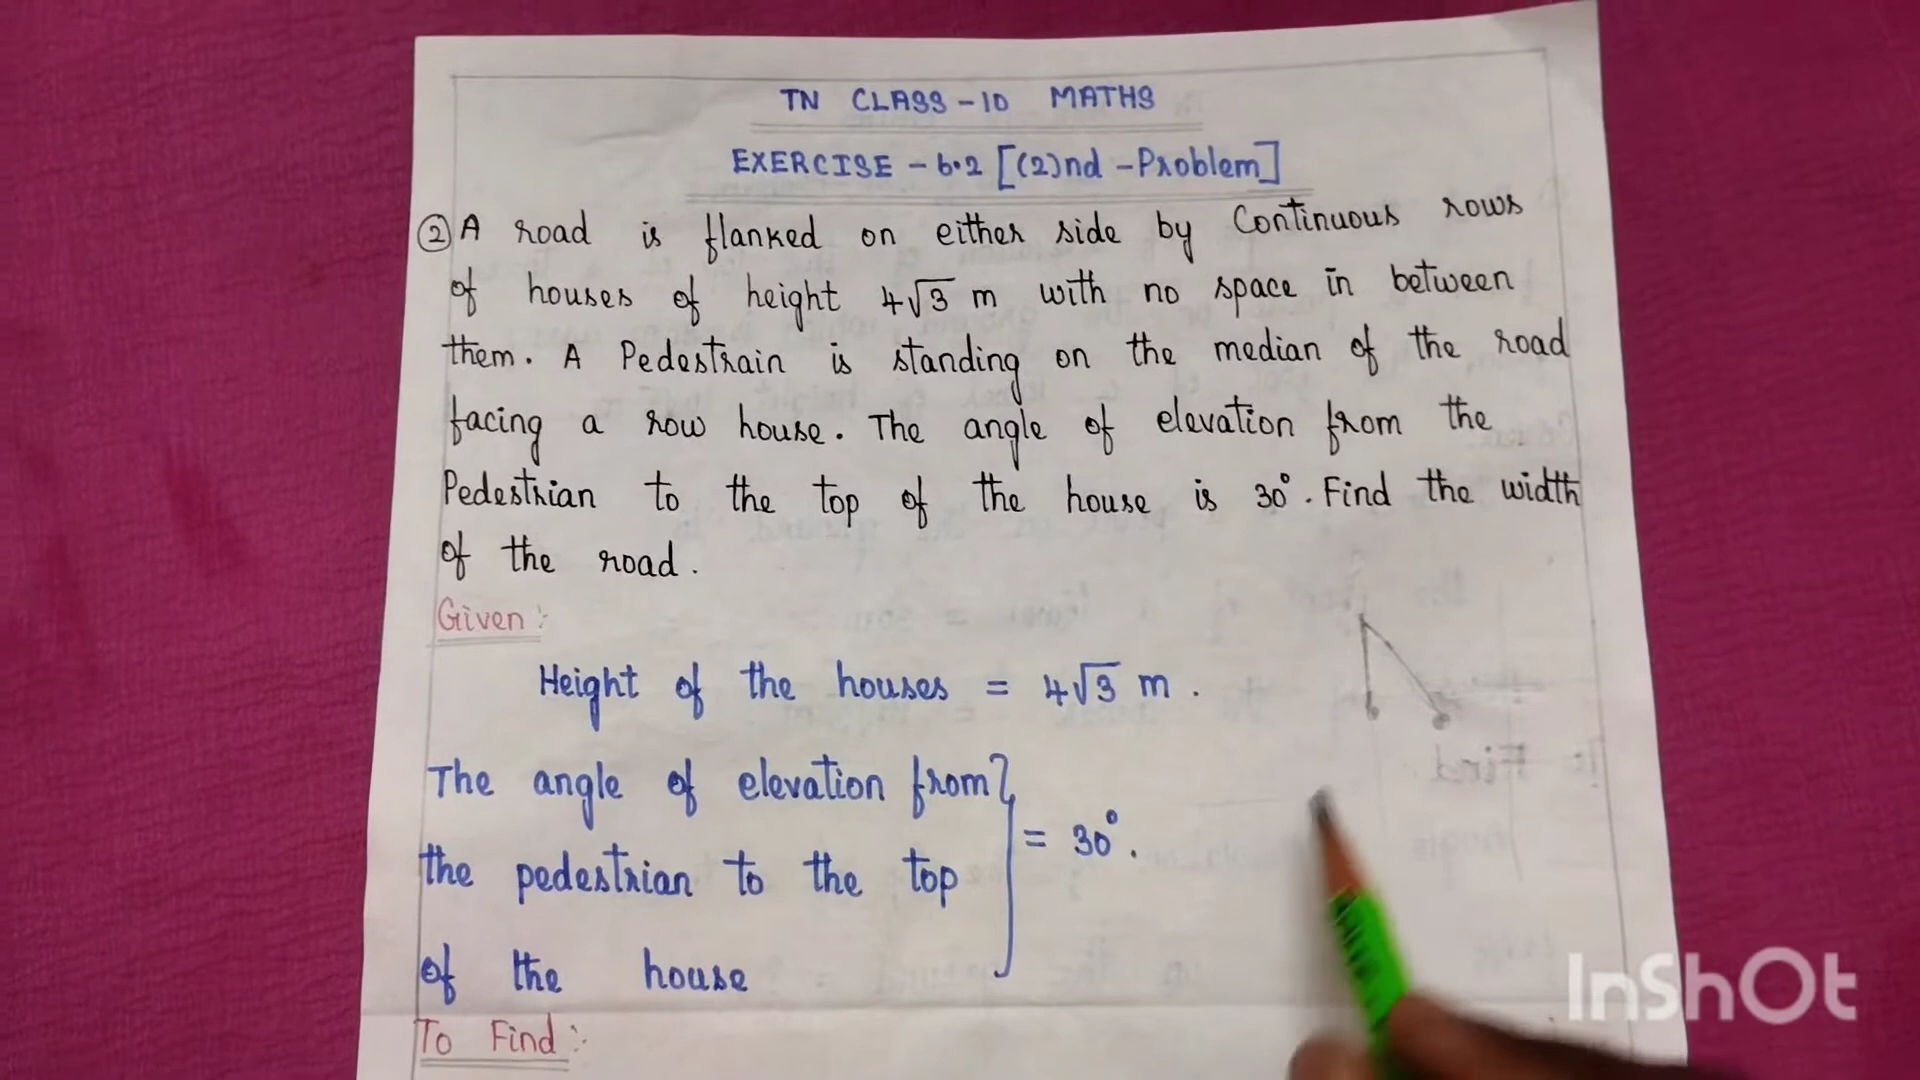 TN CLASS - 10 MATHS
EXERCISE - 6.2 [(2)nd - Problem]
② A road is flanked on either side by Continuous rows
of houses of height 4√3 m with no space in between
them. A Pedestrain is standing on the median of the road
facing a row house. The angle of elevation from the
Pedestrian to the top of the house is 30°. Find the width
of the road.
Given :-
Height of the houses = 4√3 m.
The angle of elevation from
the pedestrian to the top } = 30°.
of the house
To Find :-
InShOt